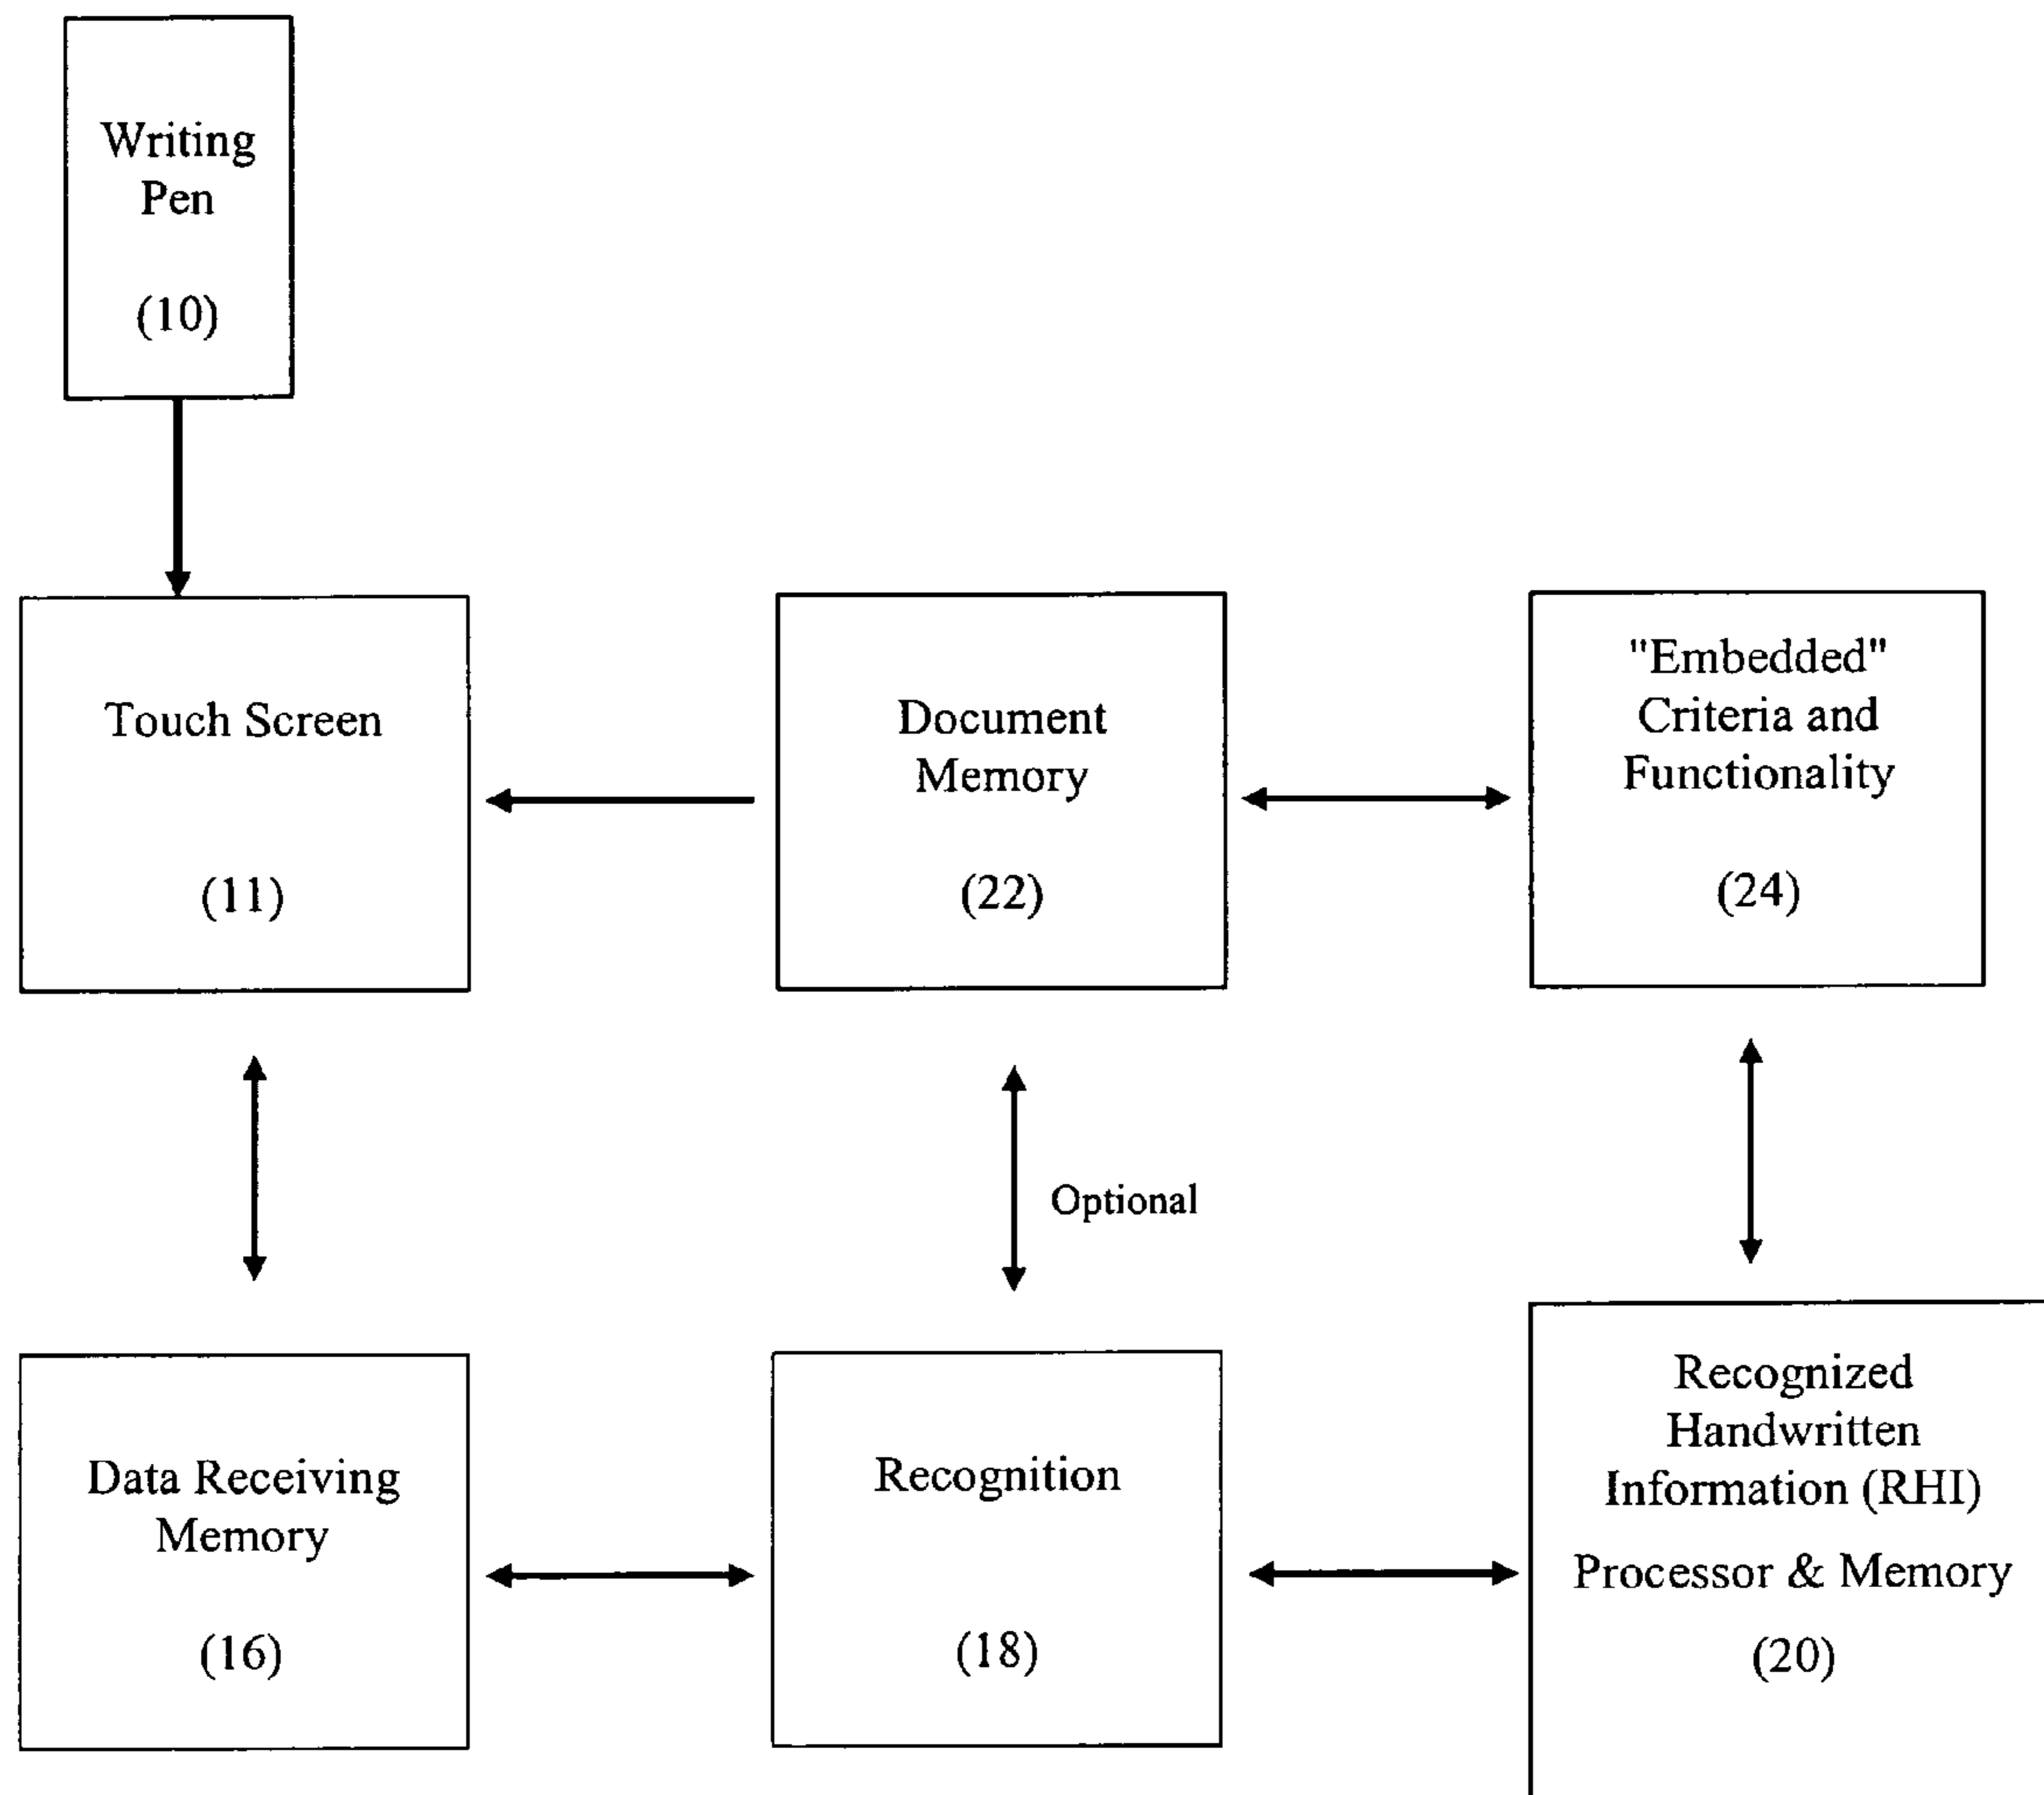 Writing
Pen
(10)
Touch Screen
(11)
Document
Memory
(22)
"Embedded"
Criteria and
Functionality
(24)
Optional
Data Receiving
Memory
(16)
Recognition
(18)
Recognized
Handwritten
Information (RHI)
Processor & Memory
(20)